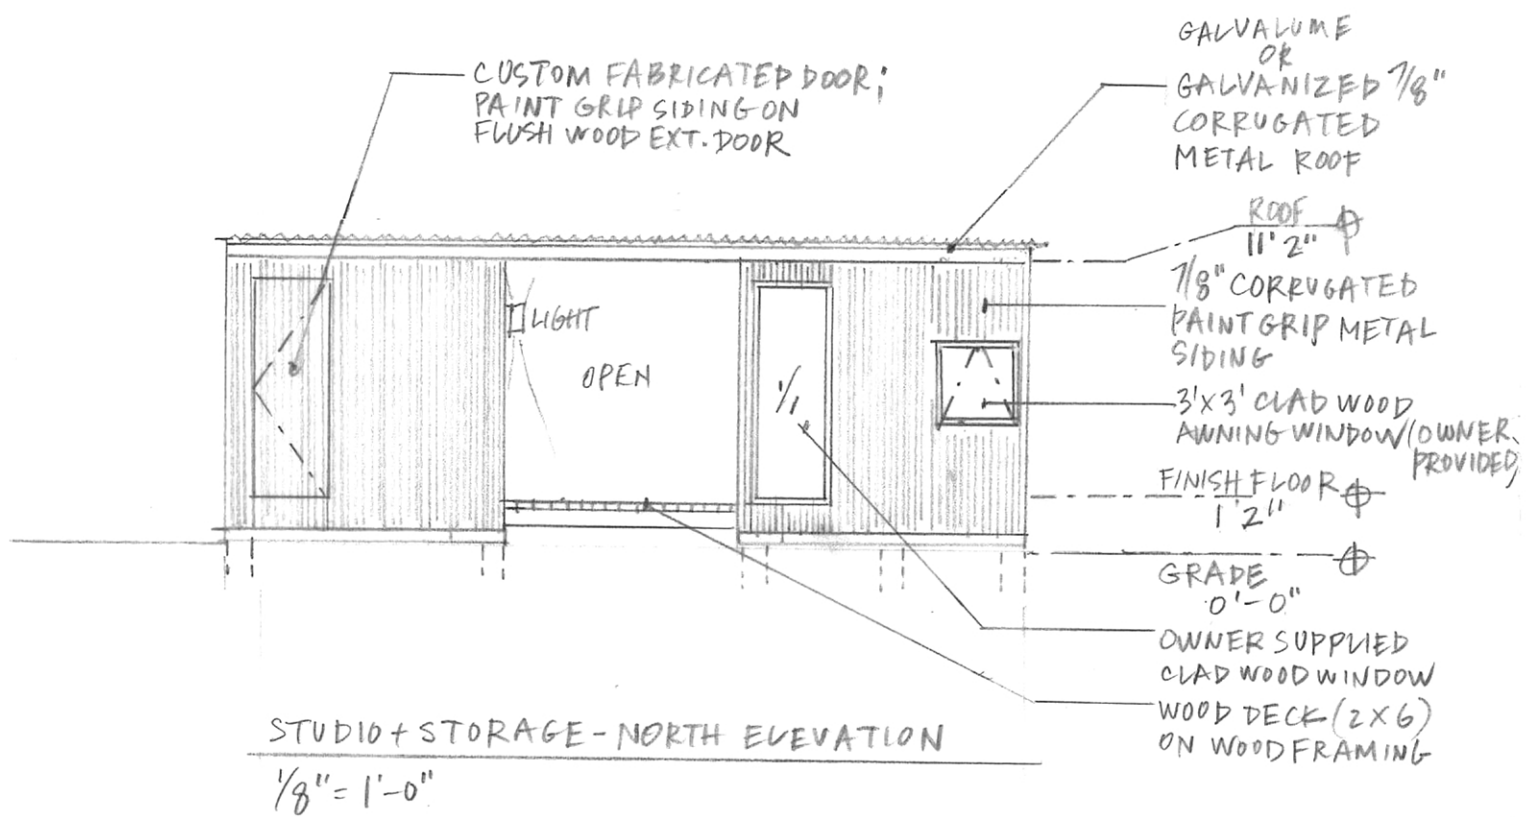 CUSTOM FABRICATED DOOR;
PAINT GRIP SIDING ON
FLUSH WOOD EXT. DOOR
GALVALUME
OR
GALVANIZED 7/8"
CORRUGATED
METAL ROOF
ROOF
11' 2"
7/8" CORRUGATED
PAINT GRIP METAL
SIDING
LIGHT
OPEN
1/1
3'X3' CLAD WOOD
AWNING WINDOW (OWNER
PROVIDED)
FINISH FLOOR
1' 2"
GRADE
0'-0"
OWNER SUPPLIED
CLAD WOOD WINDOW
WOOD DECK (2X6)
ON WOOD FRAMING
STUDIO + STORAGE - NORTH ELEVATION
1/8" = 1'-0"